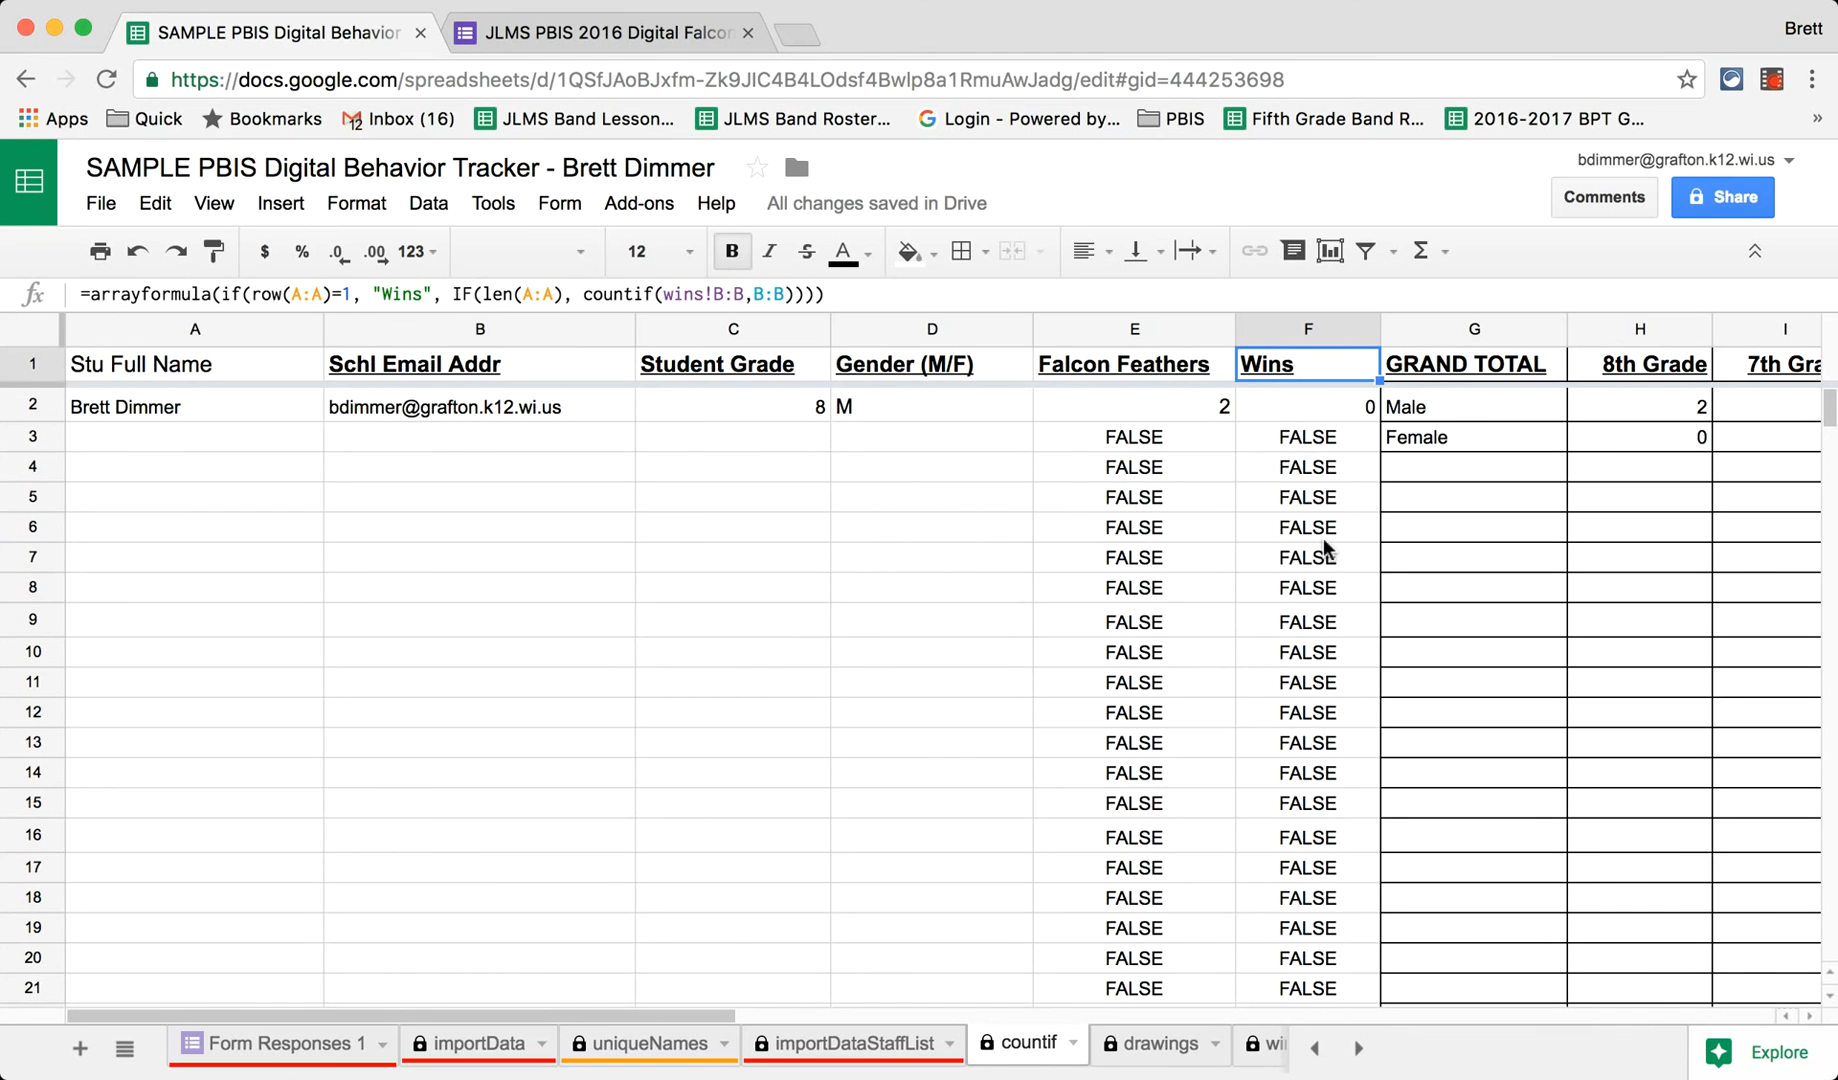 SAMPLE PBIS Digital Behavior
JLMS PBIS 2016 Digital Falcor
Brett
https://docs.google.com/spreadsheets/d/1QSfJAoBJxfm-Zk9JIC4B4LOdsf4Bwlp8a1RmuAwJadg/edit#gid=444253698
Apps Quick Bookmarks Inbox (16) JLMS Band Lesson... JLMS Band Roster... Login - Powered by... PBIS Fifth Grade Band R... 2016-2017 BPT G... »
SAMPLE PBIS Digital Behavior Tracker - Brett Dimmer
bdimmer@grafton.k12.wi.us
File Edit View Insert Format Data Tools Form Add-ons Help All changes saved in Drive
Comments Share
$ % .0 .00 123 12 B I S A Σ
fx =arrayformula(if(row(A:A)=1, "Wins", IF(len(A:A), countif(wins!B:B,B:B))))
A B C D E F G H I
1 Stu Full Name Schl Email Addr Student Grade Gender (M/F) Falcon Feathers Wins GRAND TOTAL 8th Grade 7th Gra
2 Brett Dimmer bdimmer@grafton.k12.wi.us 8 M 2 0 Male 2
3 FALSE FALSE Female 0
4 FALSE FALSE
5 FALSE FALSE
6 FALSE FALSE
7 FALSE FALSE
8 FALSE FALSE
9 FALSE FALSE
10 FALSE FALSE
11 FALSE FALSE
12 FALSE FALSE
13 FALSE FALSE
14 FALSE FALSE
15 FALSE FALSE
16 FALSE FALSE
17 FALSE FALSE
18 FALSE FALSE
19 FALSE FALSE
20 FALSE FALSE
21 FALSE FALSE
Form Responses 1 importData uniqueNames importDataStaffList countif drawings wi Explore